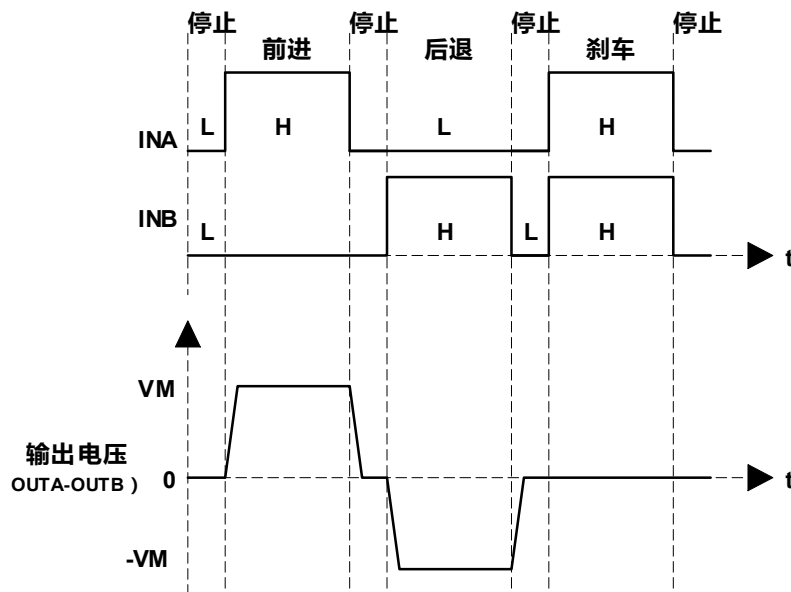 停止 停止 停止 停止
前进 后退 刹车
L H L H
INA
INB
L H L H
t
VM
输出电压
OUTA-OUTB )
0
t
-VM